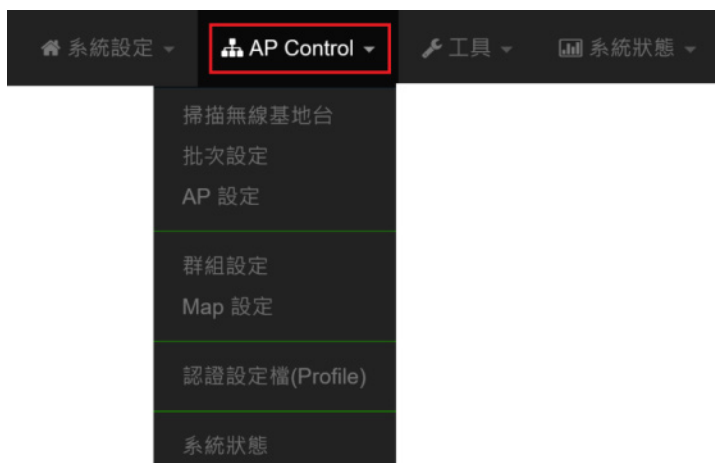 系統設定 AP Control 工具 系統狀態
掃描無線基地台
批次設定
AP 設定
群組設定
Map 設定
認證設定檔(Profile)
系統狀態